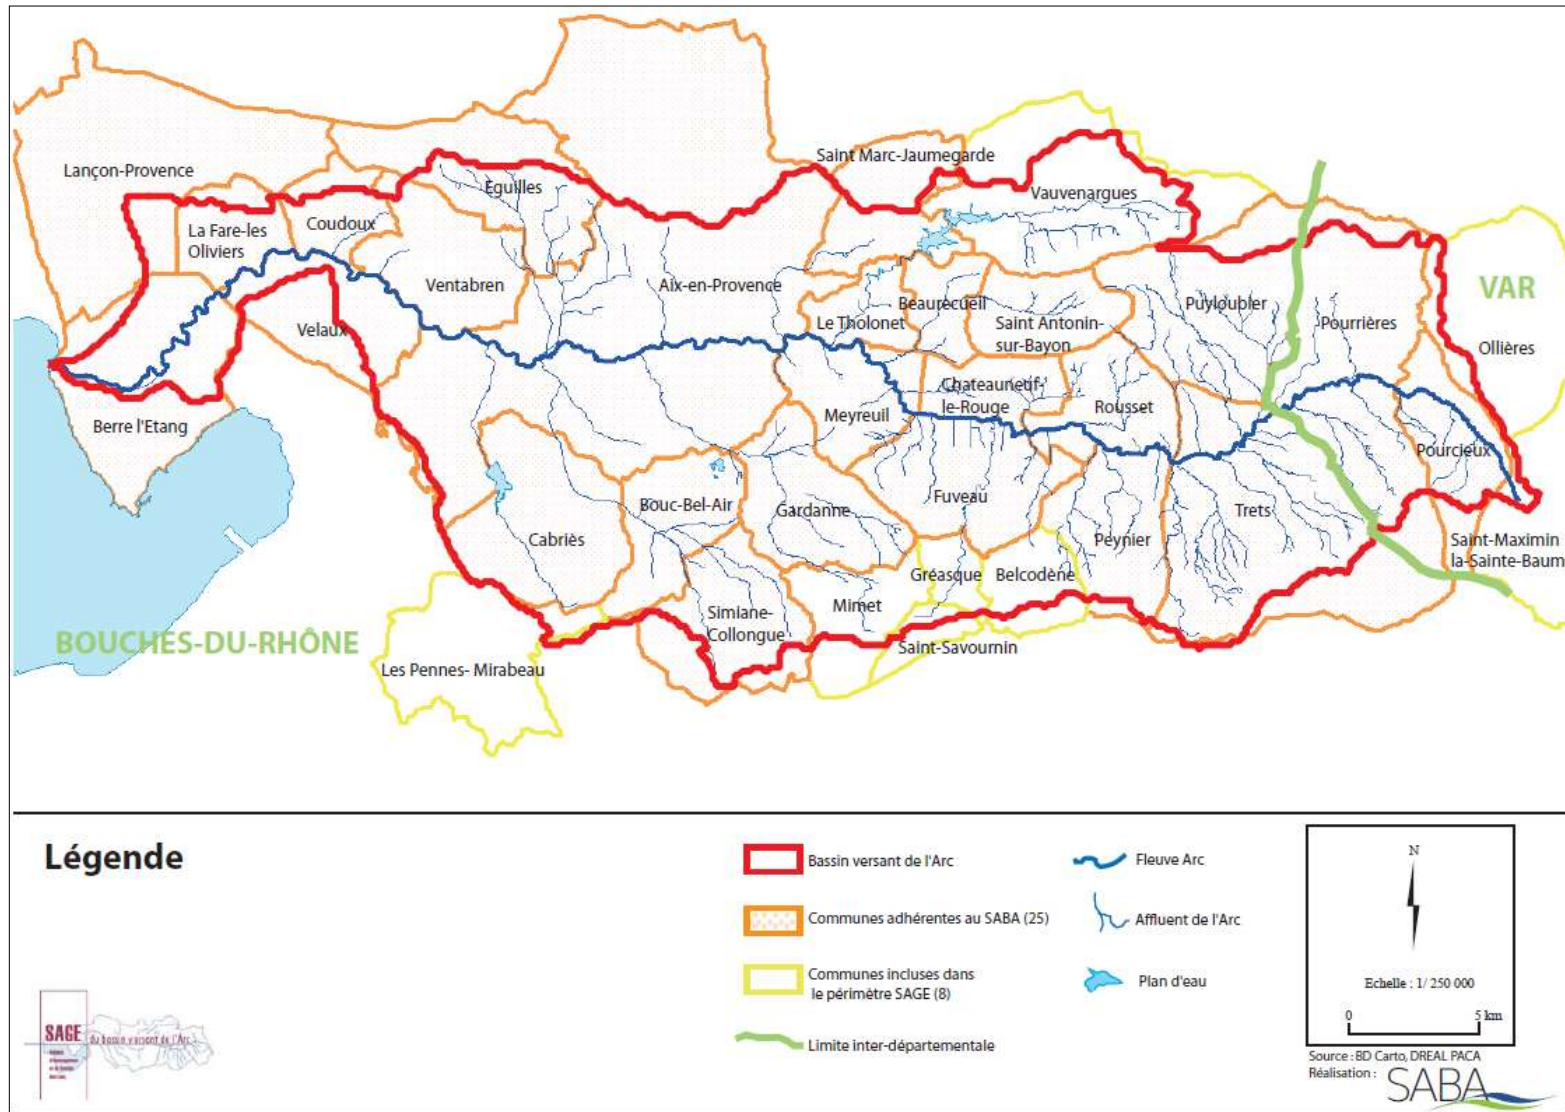 Saint Marc-Jaumegarde
Lançon-Provence
Eguilles
Vauvenargues
La Fare-les
Oliviers
Coudoux
Ventabren
Aix-en-Provence
VAR
Beaurecueil
Puyloubier
Velaux
Le Tholonet
Saint Antonin-
sur-Bayon
Pourrières
Ollières
Chateauneuf-
le-Rouge
Berre l'Etang
Meyreuil
Rousset
Pourcieux
Bouc-Bel-Air
Gardanne
Fuveau
Trets
Cabriès
Peynier
Saint-Maximin
la-Sainte-Baum
Gréasque
Belcodène
Mimet
Simiane-
Collongue
BOUCHES-DU-RHÔNE
Saint-Savournin
Les Pennes- Mirabeau
Légende
Bassin versant de l'Arc
Communes adhérentes au SABA (25)
Communes incluses dans
le périmètre SAGE (8)
Limite inter-départementale
Fleuve Arc
Affluent de l'Arc
Plan d'eau
N
Echelle : 1/ 250 000
0 5 km
Source : BD Carto, DREAL PACA
Réalisation :
SABA
SAGE
du bassin versant de l'Arc